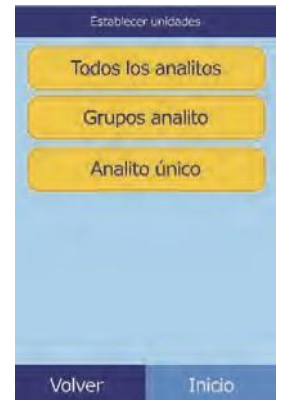 Establecer unidades
Todos los analitos
Grupos analito
Analito único
Volver Inicio